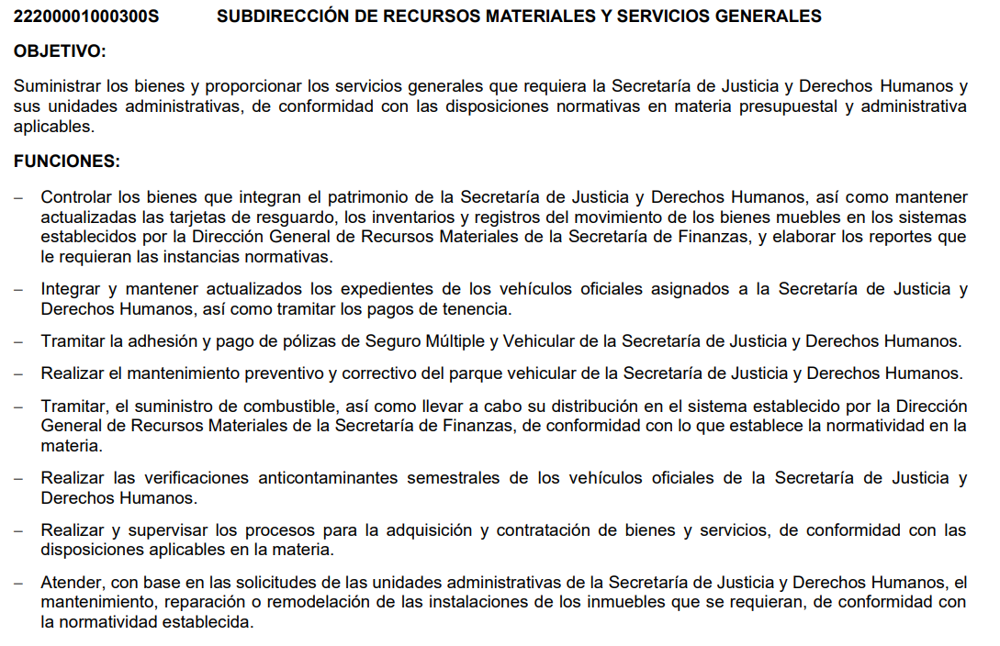 22200001000300S SUBDIRECCIÓN DE RECURSOS MATERIALES Y SERVICIOS GENERALES
OBJETIVO:
Suministrar los bienes y proporcionar los servicios generales que requiera la Secretaría de Justicia y Derechos Humanos y
sus unidades administrativas, de conformidad con las disposiciones normativas en materia presupuestal y administrativa
aplicables.
FUNCIONES:
– Controlar los bienes que integran el patrimonio de la Secretaría de Justicia y Derechos Humanos, así como mantener
actualizadas las tarjetas de resguardo, los inventarios y registros del movimiento de los bienes muebles en los sistemas
establecidos por la Dirección General de Recursos Materiales de la Secretaría de Finanzas, y elaborar los reportes que
le requieran las instancias normativas.
– Integrar y mantener actualizados los expedientes de los vehículos oficiales asignados a la Secretaría de Justicia y
Derechos Humanos, así como tramitar los pagos de tenencia.
– Tramitar la adhesión y pago de pólizas de Seguro Múltiple y Vehicular de la Secretaría de Justicia y Derechos Humanos.
– Realizar el mantenimiento preventivo y correctivo del parque vehicular de la Secretaría de Justicia y Derechos Humanos.
– Tramitar, el suministro de combustible, así como llevar a cabo su distribución en el sistema establecido por la Dirección
General de Recursos Materiales de la Secretaría de Finanzas, de conformidad con lo que establece la normatividad en la
materia.
– Realizar las verificaciones anticontaminantes semestrales de los vehículos oficiales de la Secretaría de Justicia y
Derechos Humanos.
– Realizar y supervisar los procesos para la adquisición y contratación de bienes y servicios, de conformidad con las
disposiciones aplicables en la materia.
– Atender, con base en las solicitudes de las unidades administrativas de la Secretaría de Justicia y Derechos Humanos, el
mantenimiento, reparación o remodelación de las instalaciones de los inmuebles que se requieran, de conformidad con
la normatividad establecida.